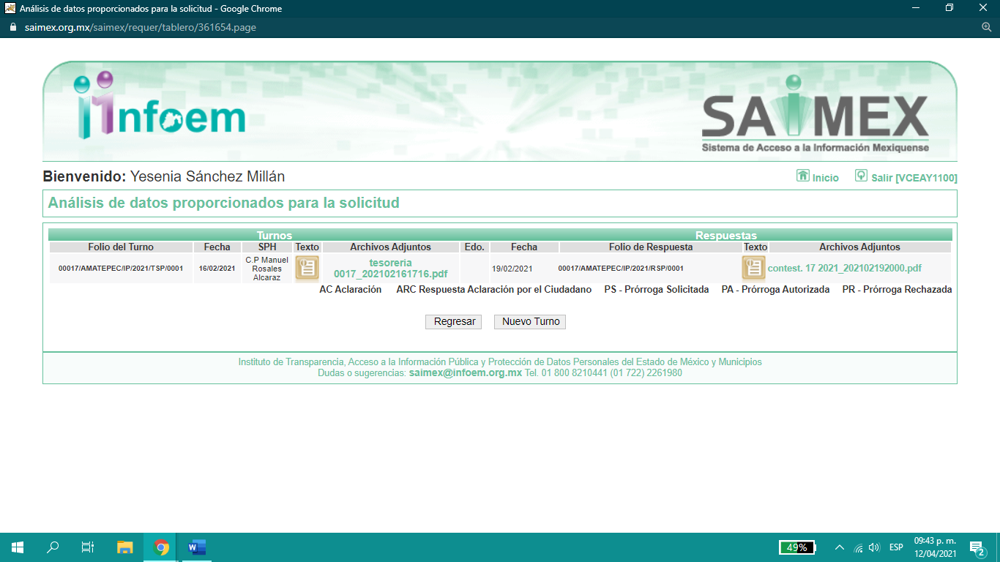 Análisis de datos proporcionados para la solicitud - Google Chrome
saimex.org.mx/saimex/requer/tablero/361654.page
infoem
SAIMEX
Sistema de Acceso a la Información Mexiquense
Bienvenido: Yesenia Sánchez Millán
Inicio Salir [VCEAY1100]
Análisis de datos proporcionados para la solicitud
Turnos Respuestas
Folio del Turno Fecha SPH Texto Archivos Adjuntos Edo. Fecha Folio de Respuesta Texto Archivos Adjuntos
00017/AMATEPEC/IP/2021/TSP/0001 16/02/2021 C.P Manuel Rosales Alcaraz tesoreria 0017_202102161716.pdf 19/02/2021 00017/AMATEPEC/IP/2021/RSP/0001 contest. 17 2021_202102192000.pdf
AC Aclaración ARC Respuesta Aclaración por el Ciudadano PS - Prórroga Solicitada PA - Prórroga Autorizada PR - Prórroga Rechazada
Regresar Nuevo Turno
Instituto de Transparencia, Acceso a la Información Pública y Protección de Datos Personales del Estado de México y Municipios
Dudas o sugerencias: saimex@infoem.org.mx Tel. 01 800 8210441 (01 722) 2261980
49% ESP 09:43 p. m.
12/04/2021
2